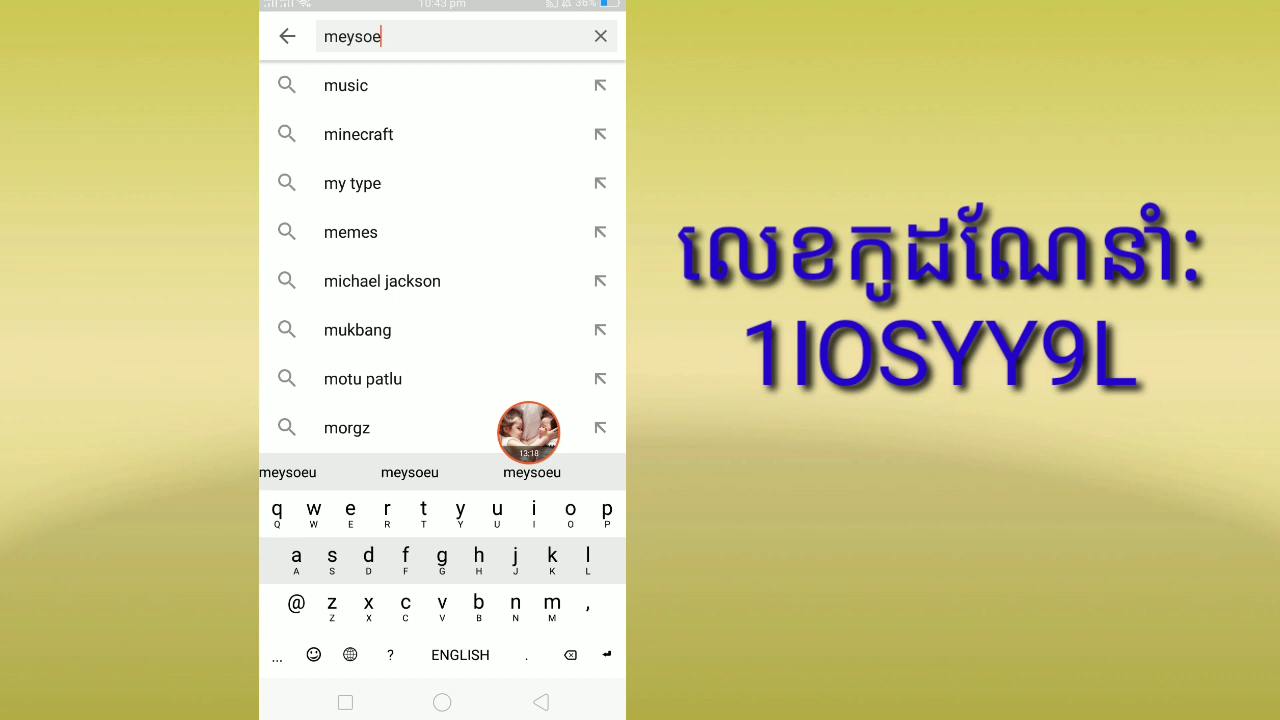 10:43 pm
36%
meysoe
music
minecraft
my type
memes
michael jackson
mukbang
motu patlu
morgz
13:18
meysoeu meysoeu meysoeu
q w e r t y u i o p
Q W E R T Y U I O P
a s d f g h j k l
A S D F G H J K L
@ z x c v b n m ,
Z X C V B N M
... ? ENGLISH .
លេខកូដណែនាំ:
1IOSYY9L